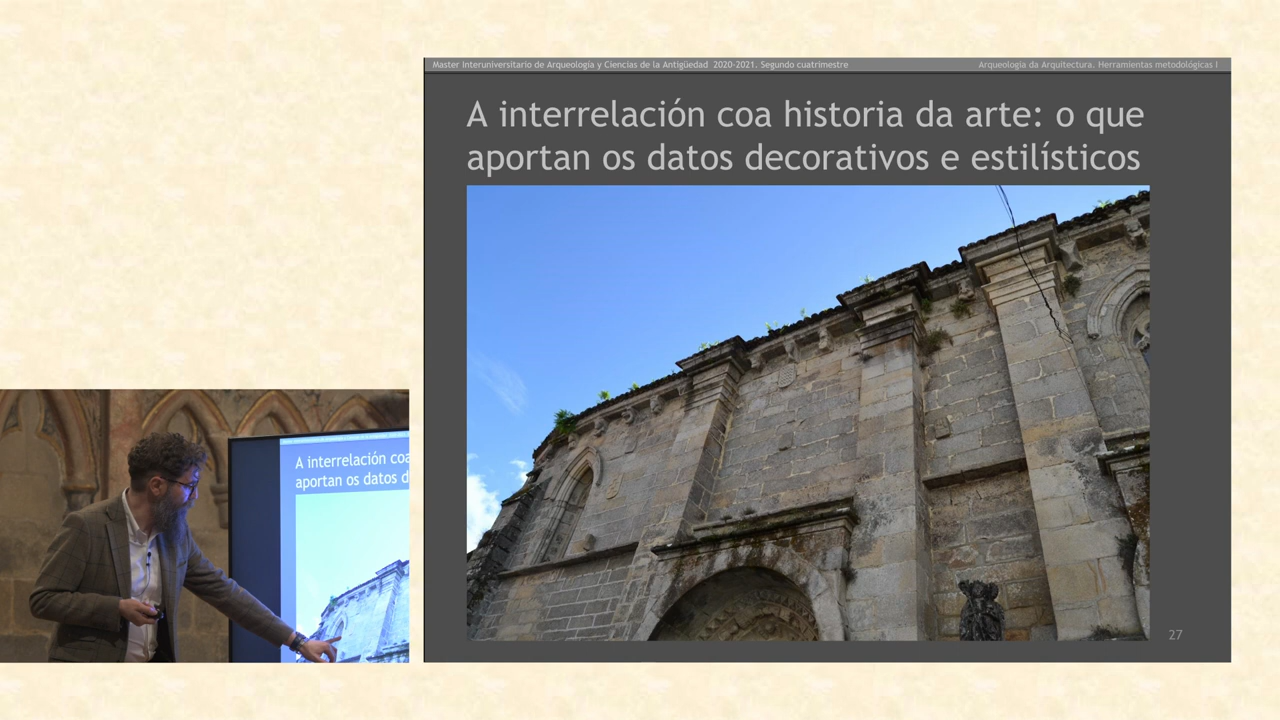 Master Interuniversitario de Arqueología y Ciencias de la Antigüedad 2020-2021. Segundo cuatrimestre
Arqueología da Arquitectura. Herramientas metodológicas I
A interrelación coa historia da arte: o que
aportan os datos decorativos e estilísticos
27
A interrelación coa
aportan os datos d